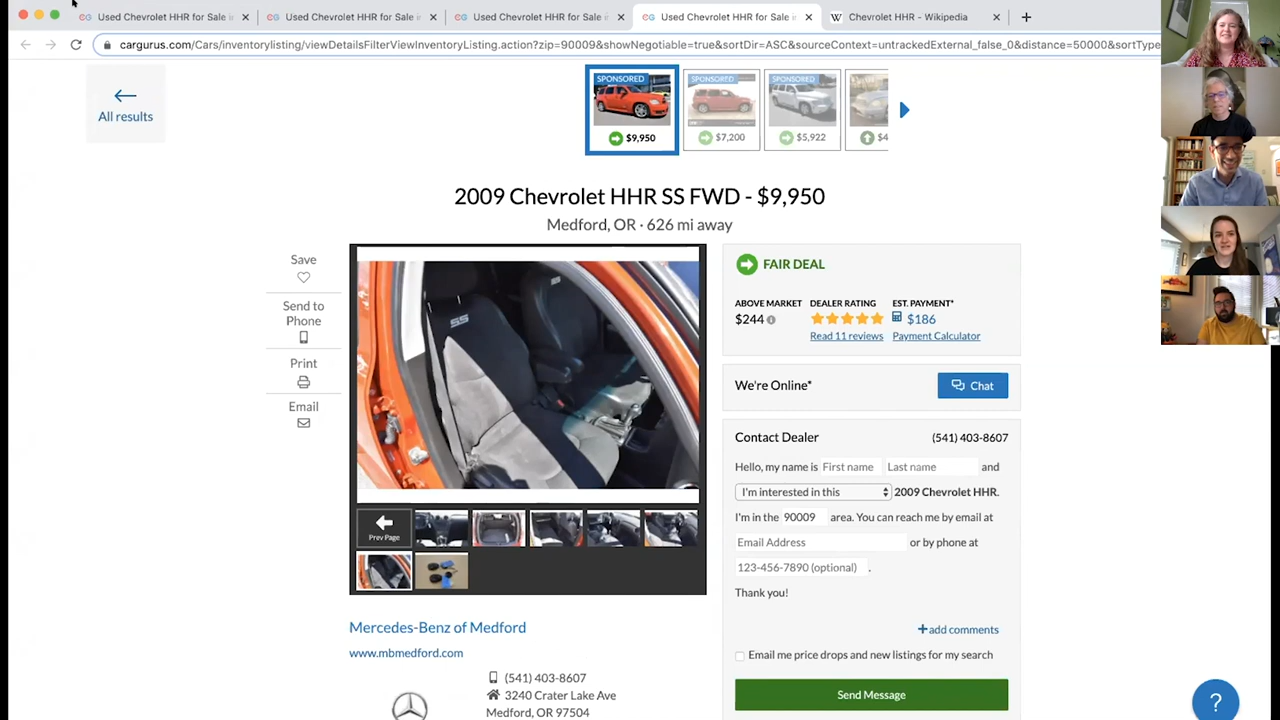 Used Chevrolet HHR for Sale i
Used Chevrolet HHR for Sale in
Used Chevrolet HHR for Sale i
Used Chevrolet HHR for Sale in
W Chevrolet HHR - Wikipedia
cargurus.com/Cars/inventorylisting/viewDetailsFilterViewInventoryListing.action?zip=90009&showNegotiable=true&sortDir=ASC&sourceContext=untrackedExternal_false_0&distance=50000&sortType
All results
SPONSORED
$9,950
SPONSORED
$7,200
SPONSORED
$5,922
$4
2009 Chevrolet HHR SS FWD - $9,950
Medford, OR · 626 mi away
Save
Send to
Phone
Print
Email
SS
Prev Page
FAIR DEAL
ABOVE MARKET
$244
DEALER RATING
Read 11 reviews
EST. PAYMENT*
$186
Payment Calculator
We're Online*
Chat
Contact Dealer (541) 403-8607
Hello, my name is First name Last name and
I'm interested in this 2009 Chevrolet HHR.
I'm in the 90009 area. You can reach me by email at
Email Address or by phone at
123-456-7890 (optional) .
Thank you!
+add comments
Email me price drops and new listings for my search
Send Message
Mercedes-Benz of Medford
www.mbmedford.com
(541) 403-8607
3240 Crater Lake Ave
Medford, OR 97504
?